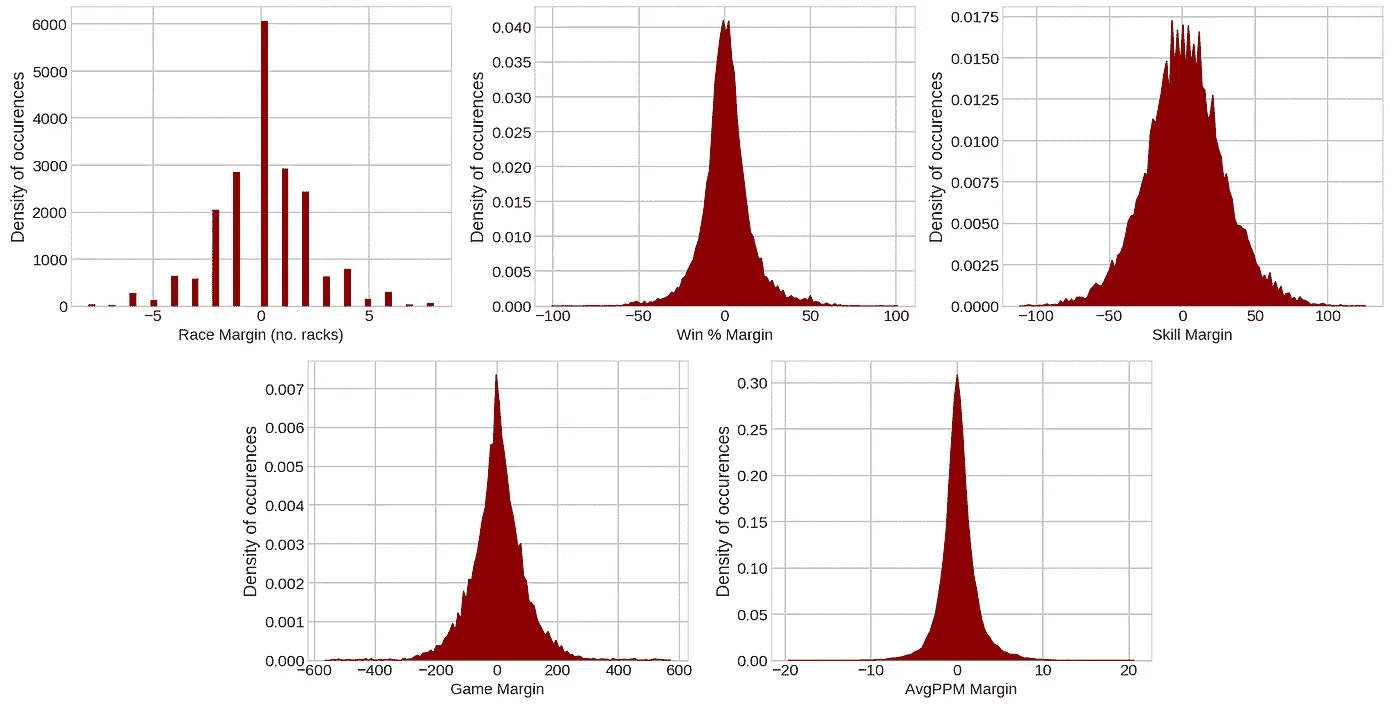 Density of occurences
6000
5000
4000
3000
2000
1000
0
−5 0 5
Race Margin (no. racks)
Density of occurences
0.040
0.035
0.030
0.025
0.020
0.015
0.010
0.005
0.000
−100 −50 0 50 100
Win % Margin
Density of occurences
0.0175
0.0150
0.0125
0.0100
0.0075
0.0050
0.0025
0.0000
−100 −50 0 50 100
Skill Margin
Density of occurences
0.007
0.006
0.005
0.004
0.003
0.002
0.001
0.000
−600 −400 −200 0 200 400 600
Game Margin
Density of occurences
0.30
0.25
0.20
0.15
0.10
0.05
0.00
−20 −10 0 10 20
AvgPPM Margin